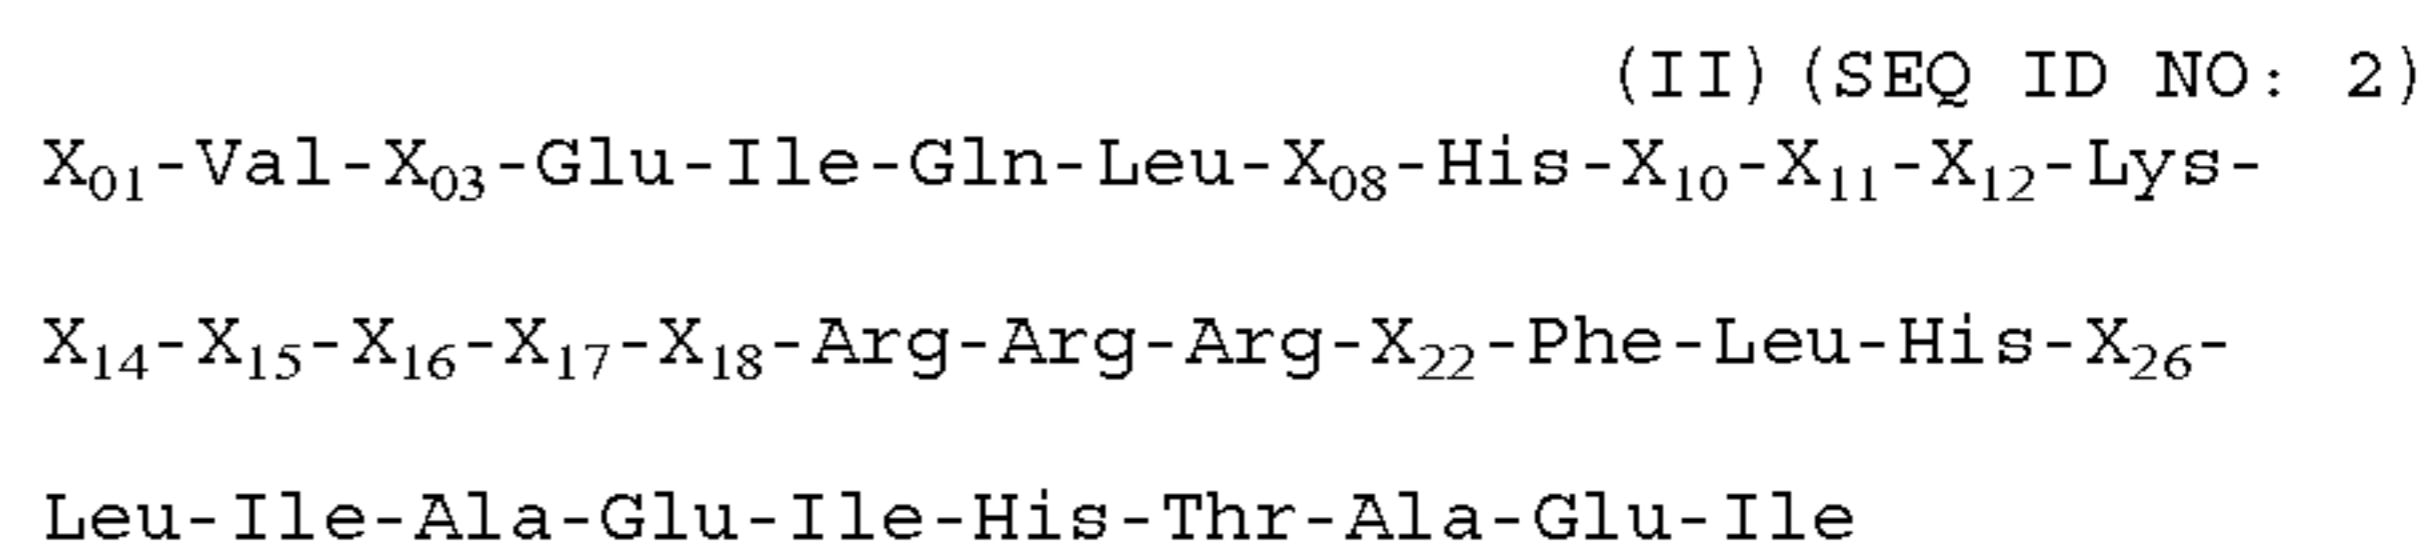 (II)(SEQ ID NO: 2)
X₀₁-Val-X₀₃-Glu-Ile-Gln-Leu-X₀₈-His-X₁₀-X₁₁-X₁₂-Lys-
X₁₄-X₁₅-X₁₆-X₁₇-X₁₈-Arg-Arg-Arg-X₂₂-Phe-Leu-His-X₂₆-
Leu-Ile-Ala-Glu-Ile-His-Thr-Ala-Glu-Ile